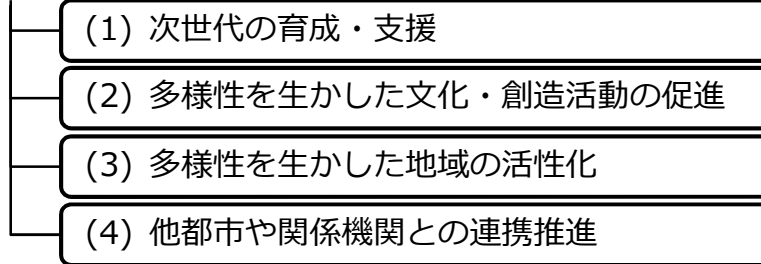 (1) 次世代の育成・支援
(2) 多様性を生かした文化・創造活動の促進
(3) 多様性を生かした地域の活性化
(4) 他都市や関係機関との連携推進